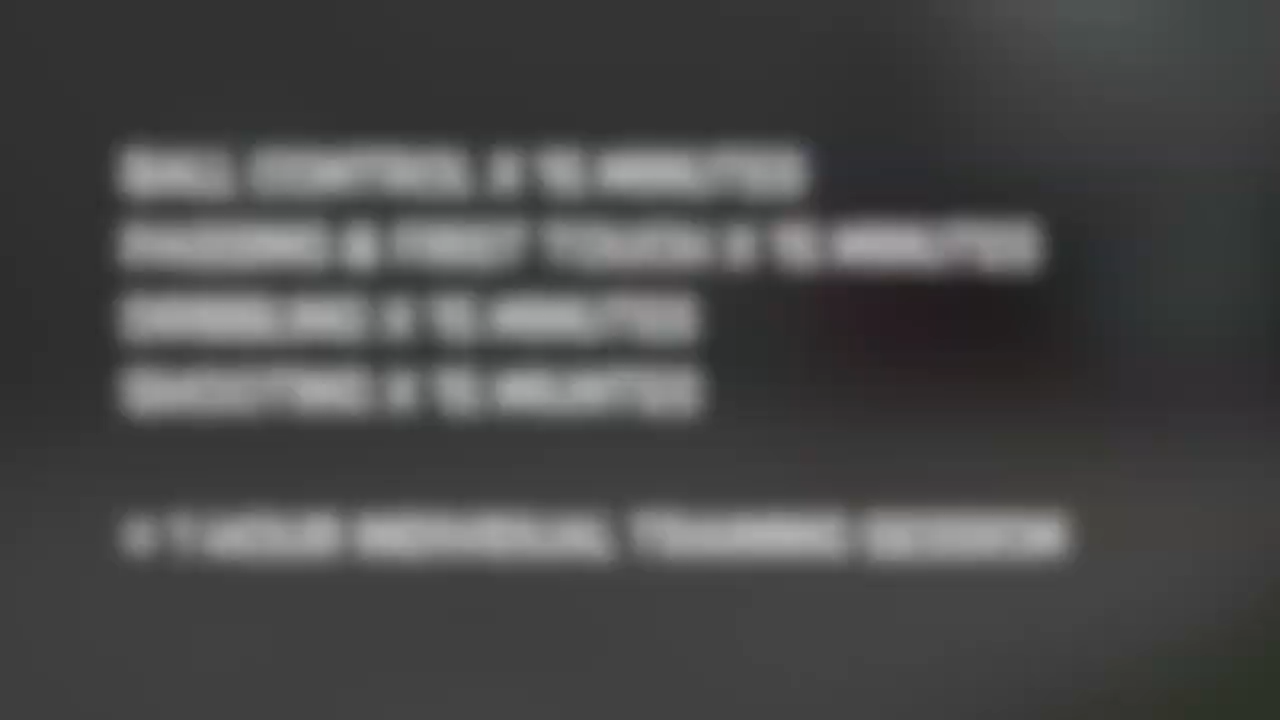 BALL CONTROL X 15 MINUTES
PASSING & FIRST TOUCH X 15 MINUTES
DRIBBLING X 15 MINUTES
SHOOTING X 15
= 1 HOUR INDIVIDUAL TRAINING SESSION